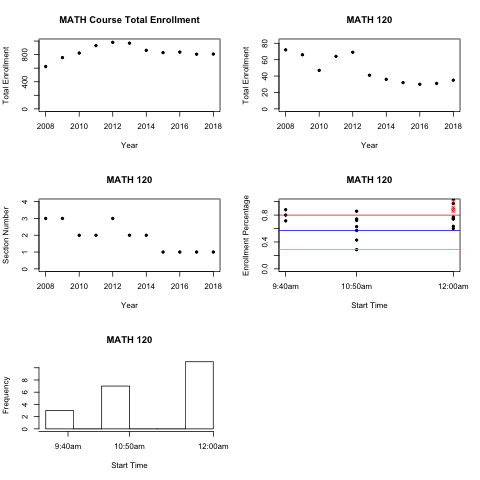 MATH Course Total Enrollment
Total Enrollment
0 400 800
2008 2010 2012 2014 2016 2018
Year
MATH 120
Total Enrollment
0 20 40 60 80
2008 2010 2012 2014 2016 2018
Year
MATH 120
Section Number
0 1 2 3 4
2008 2010 2012 2014 2016 2018
Year
MATH 120
Enrollment Percentage
0.0 0.4 0.8
9:40am 10:50am 12:00am
Start Time
MATH 120
Frequency
0 2 4 6 8
9:40am 10:50am 12:00am
Start Time